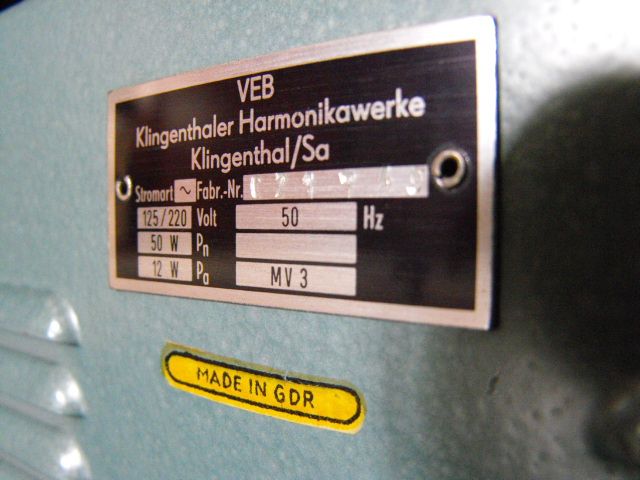 VEB
Klingenthaler Harmonikawerke
Klingenthal/Sa
Stromart ~ Fabr.-Nr.
125/220 Volt 50 Hz
50 W Pn
12 W Pa MV 3
MADE IN GDR